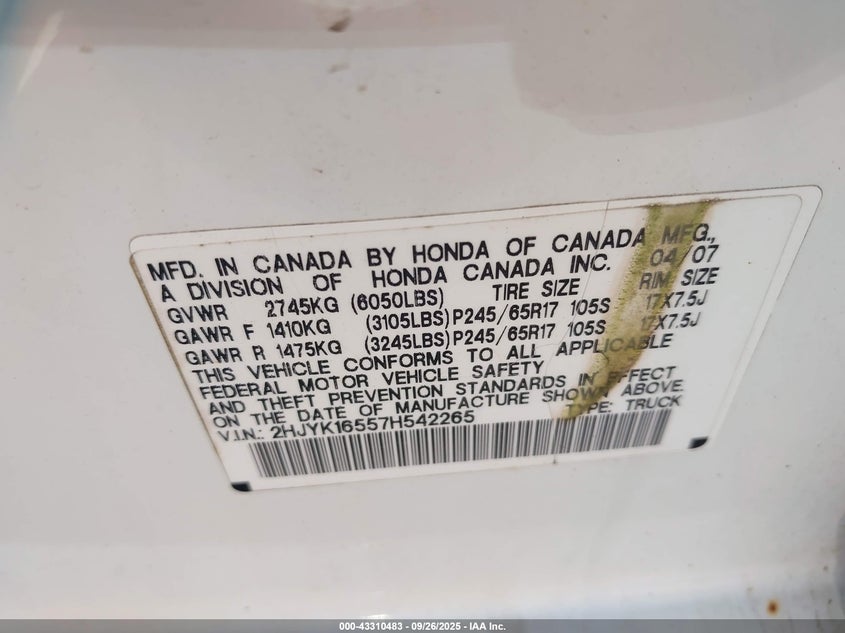 MFD. IN CANADA BY HONDA OF CANADA MFG.,
A DIVISION OF HONDA CANADA INC. 04/07
GVWR 2745KG (6050LBS) TIRE SIZE RIM SIZE
GAWR F 1410KG (3105LBS) P245/65R17 105S 17X7.5J
GAWR R 1475KG (3245LBS) P245/65R17 105S 17X7.5J
THIS VEHICLE CONFORMS TO ALL APPLICABLE
FEDERAL MOTOR VEHICLE SAFETY
AND THEFT PREVENTION STANDARDS IN EFFECT
ON THE DATE OF MANUFACTURE SHOWN ABOVE.
V.I.N.: 2HJYK16557H542265 TYPE: TRUCK
000-43310483 - 09/26/2025 - IAA Inc.